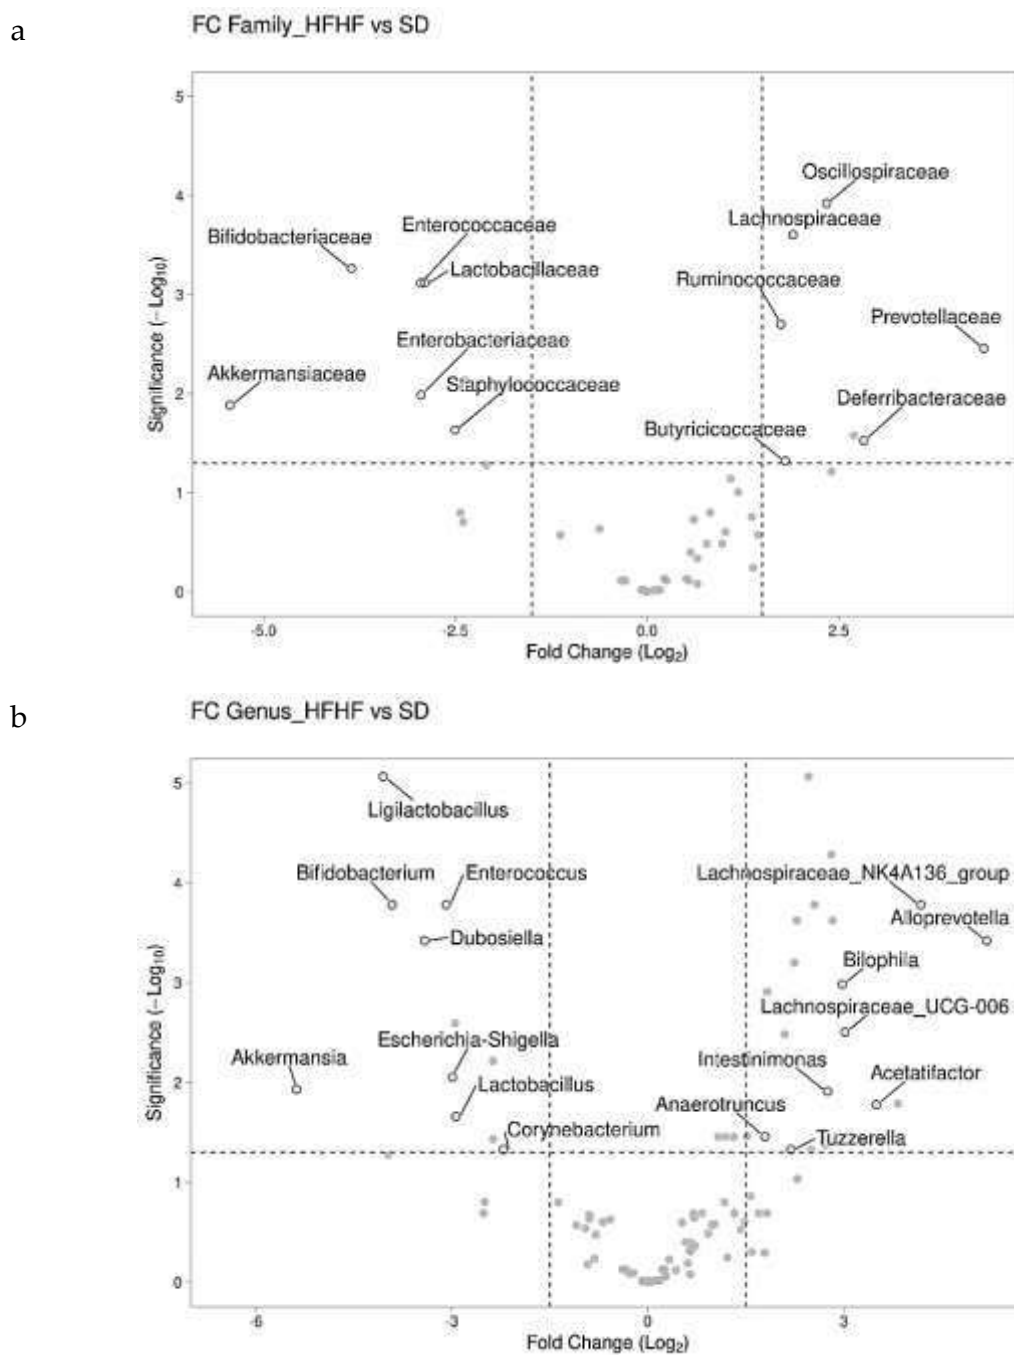 a
FC Family_HFHF vs SD
5
Oscillospiraceae
4
Lachnospiraceae
Enterococcaceae
Bifidobacteriaceae
Lactobacillaceae
Ruminococcaceae
3
Prevotellaceae
Enterobacteriaceae
Akkermansiaceae
Staphylococcaceae
2
Deferribacteraceae
Butyricicoccaceae
1
0
Significance (−Log10)
-5.0
-2.5
0.0
2.5
Fold Change (Log2)
b
FC Genus_HFHF vs SD
5
Ligilactobacillus
Bifidobacterium
Enterococcus
Lachnospiraceae_NK4A136_group
4
Alloprevotella
Dubosiella
Bilophila
3
Lachnospiraceae_UCG-006
Escherichia-Shigella
Intestinimonas
Akkermansia
Acetatifactor
Lactobacillus
2
Anaerotruncus
Corynebacterium
Tuzzerella
1
0
Significance (−Log10)
-6
-3
0
3
Fold Change (Log2)